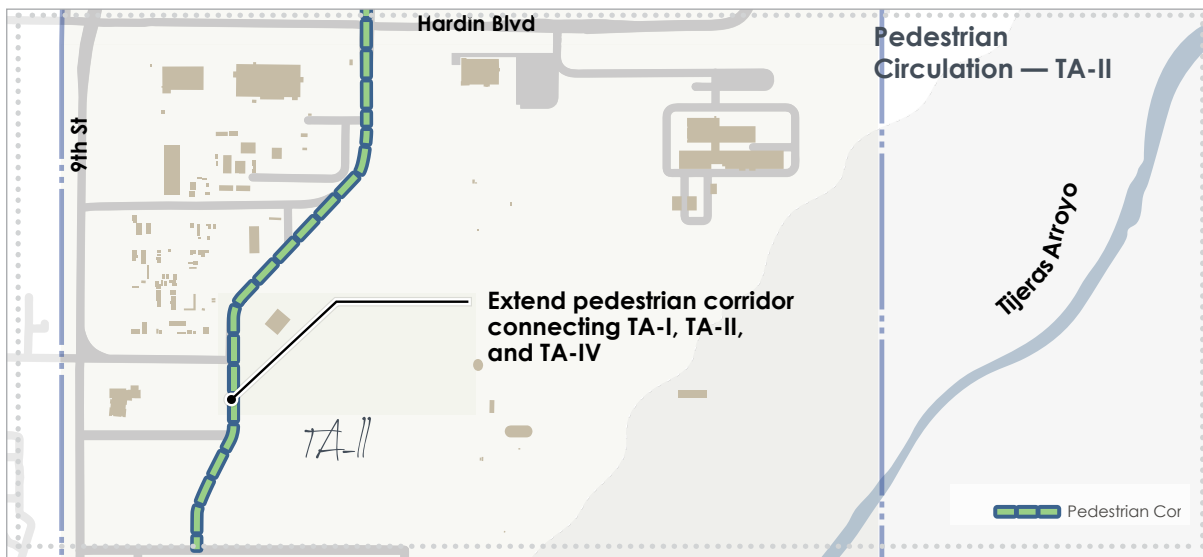 Hardin Blvd
Pedestrian
Circulation — TA-II
9th St
Tijeras Arroyo
Extend pedestrian corridor
connecting TA-I, TA-II,
and TA-IV
TA-II
Pedestrian Cor